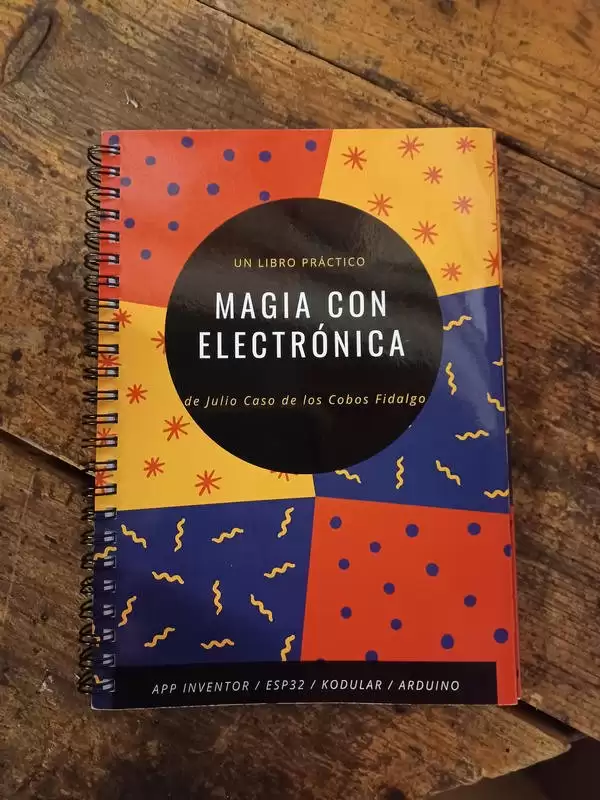 UN LIBRO PRÁCTICO
MAGIA CON
ELECTRÓNICA
de Julio Caso de los Cobos Fidalgo
APP INVENTOR / ESP32 / KODULAR / ARDUINO